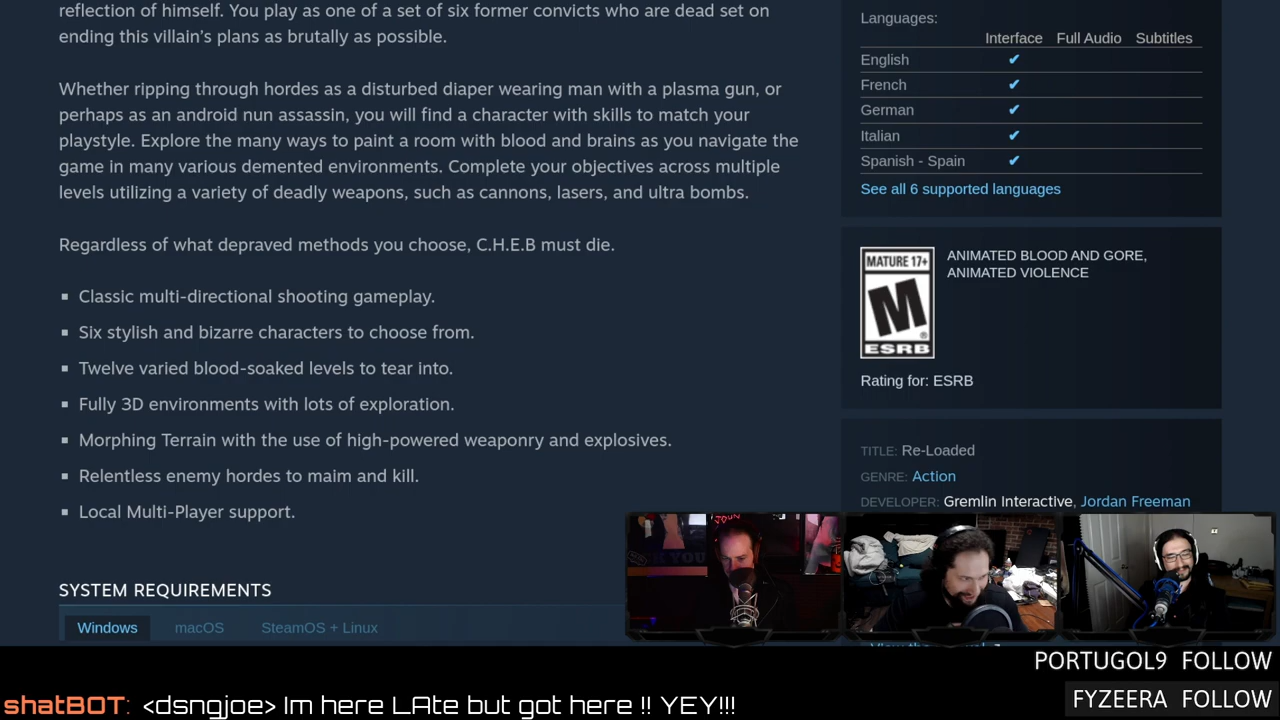 reflection of himself. You play as one of a set of six former convicts who are dead set on
ending this villain's plans as brutally as possible.
Whether ripping through hordes as a disturbed diaper wearing man with a plasma gun, or
perhaps as an android nun assassin, you will find a character with skills to match your
playstyle. Explore the many ways to paint a room with blood and brains as you navigate the
game in many various demented environments. Complete your objectives across multiple
levels utilizing a variety of deadly weapons, such as cannons, lasers, and ultra bombs.
Regardless of what depraved methods you choose, C.H.E.B must die.
Classic multi-directional shooting gameplay.
Six stylish and bizarre characters to choose from.
Twelve varied blood-soaked levels to tear into.
Fully 3D environments with lots of exploration.
Morphing Terrain with the use of high-powered weaponry and explosives.
Relentless enemy hordes to maim and kill.
Local Multi-Player support.
SYSTEM REQUIREMENTS
Windows macOS SteamOS + Linux
Languages:
Interface Full Audio Subtitles
English ✔
French ✔
German ✔
Italian ✔
Spanish - Spain ✔
See all 6 supported languages
MATURE 17+
M
ESRB
ANIMATED BLOOD AND GORE,
ANIMATED VIOLENCE
Rating for: ESRB
TITLE: Re-Loaded
GENRE: Action
DEVELOPER: Gremlin Interactive, Jordan Freeman
PORTUGOL9 FOLLOW
FYZEERA FOLLOW
shatBOT: <dsngjoe> Im here LAte but got here !! YEY!!!